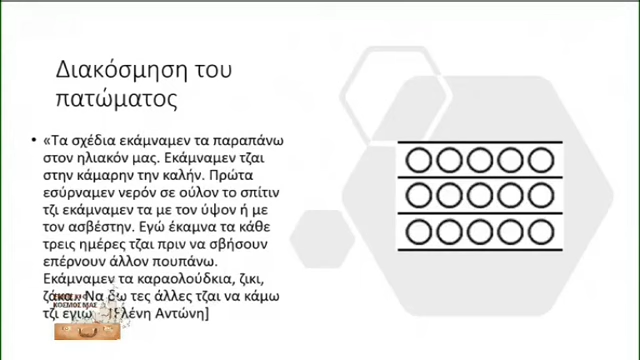 Διακόσμηση του
πατώματος
• «Τα σχέδια εκάμναμεν τα παραπάνω
στον ηλιακόν μας. Εκάμναμεν τζαι
στην κάμαρην την καλήν. Πρώτα
εσύρναμεν νερόν σε ούλον το σπίτιν
τζι εκάμναμεν τα με τον ύψον ή με
τον ασβέστην. Εγώ έκαμνα τα κάθε
τρεις ημέρες τζαι πριν να σβήσουν
επέρνουν άλλον πουπάνω.
Εκάμναμεν τα καραολούδκια, ζικι,
Να δω τες άλλες τζαι να κάμω
τζι εγιώ Ελένη Αντώνη]
ΚΟΣΜΟΣ ΜΑΣ